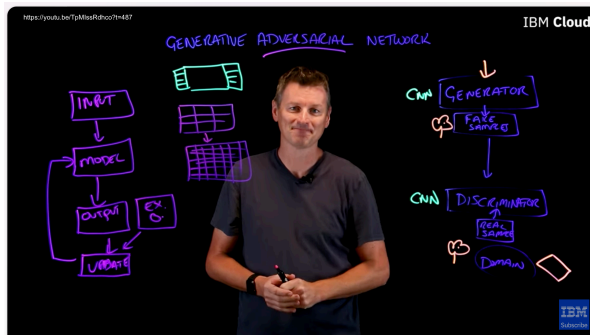 https://youtu.be/TpMIssRdhco?t=487
IBM Cloud
GENERATIVE ADVERSARIAL NETWORK
INPUT
MODEL
OUTPUT
EX.
O.
UPDATE
CNN
GENERATOR
FAKE
SAMPLES
CNN
DISCRIMINATOR
REAL
SAMPLE
DOMAIN
IBM
Subscribe